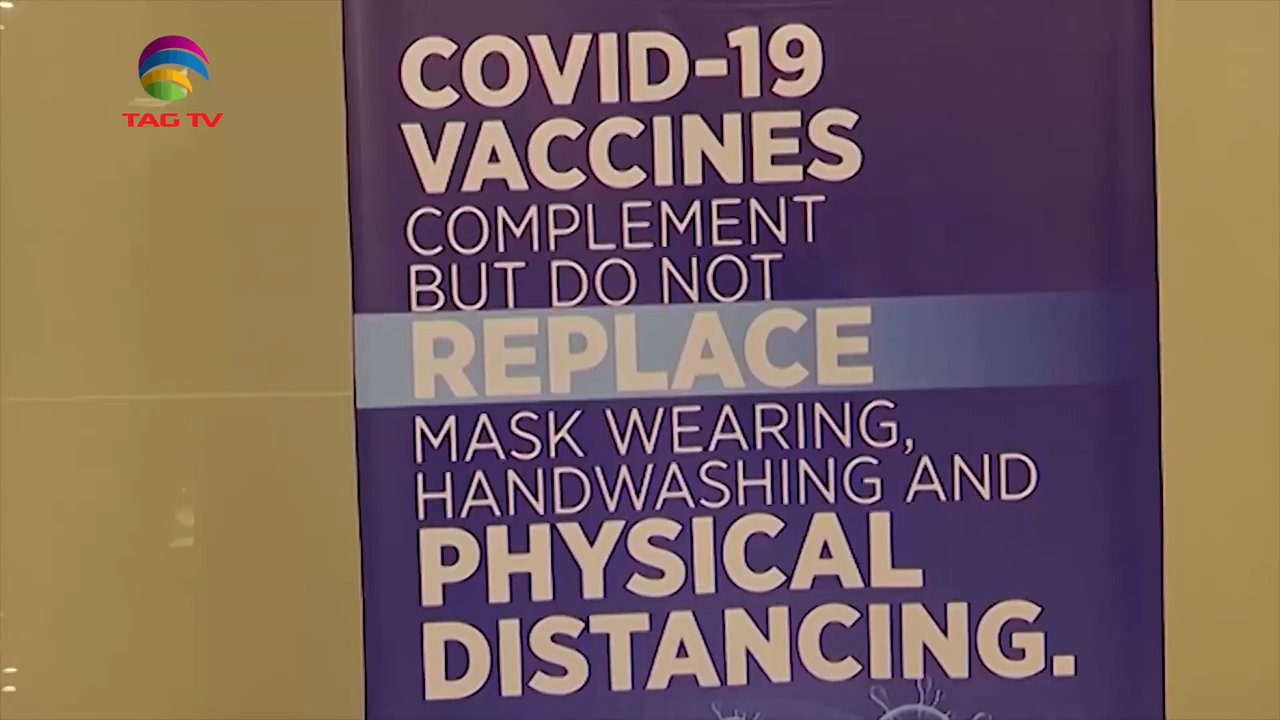 TAG TV
COVID-19
VACCINES
COMPLEMENT
BUT DO NOT
REPLACE
MASK WEARING,
HANDWASHING AND
PHYSICAL
DISTANCING.